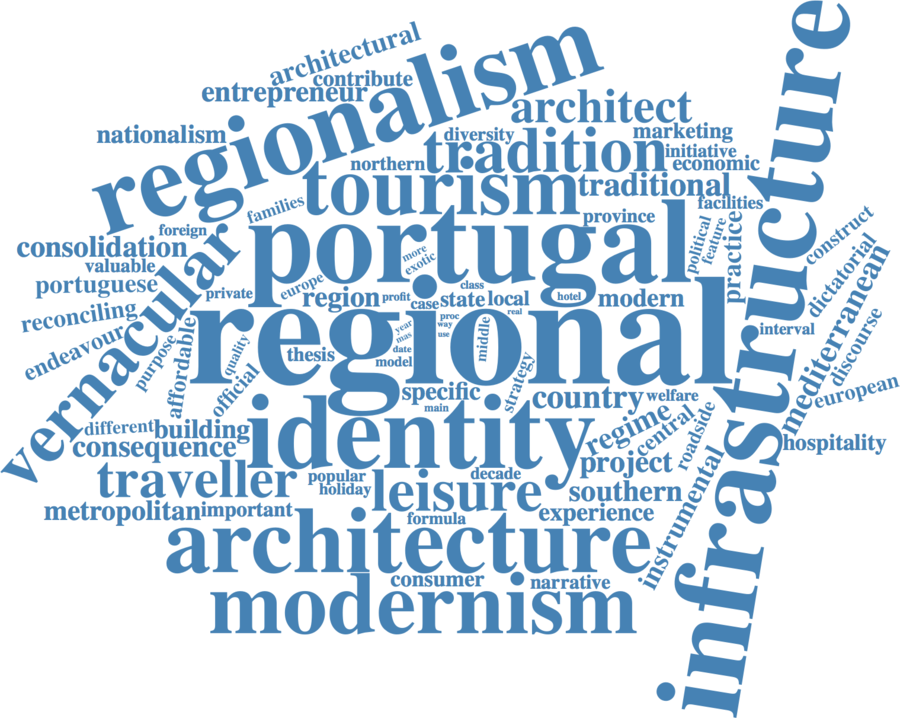 architectural
contribute
entrepreneur
regionalism
architect
infrastructure
nationalism
diversity
marketing
tradition
initiative
northern
economic
tourism
traditional
families
facilities
province
foreign
portugal
political
feature
practice
construct
consolidation
valuable
vernacular
more
exotic
dictatorial
mediterranean
portuguese
private
europe
region
profit
class
case
state
local
hotel
modern
real
regional
reconciling
year
mas
date
proc
way
use
middle
interval
discourse
endeavour
purpose
affordable
quality
official
thesis
model
strategy
european
specific
main
country
welfare
identity
regime
central
roadside
hospitality
different
building
consequence
project
traveller
popular
holiday
decade
leisure
southern
instrumental
metropolitan
important
formula
experience
architecture
consumer
narrative
modernism